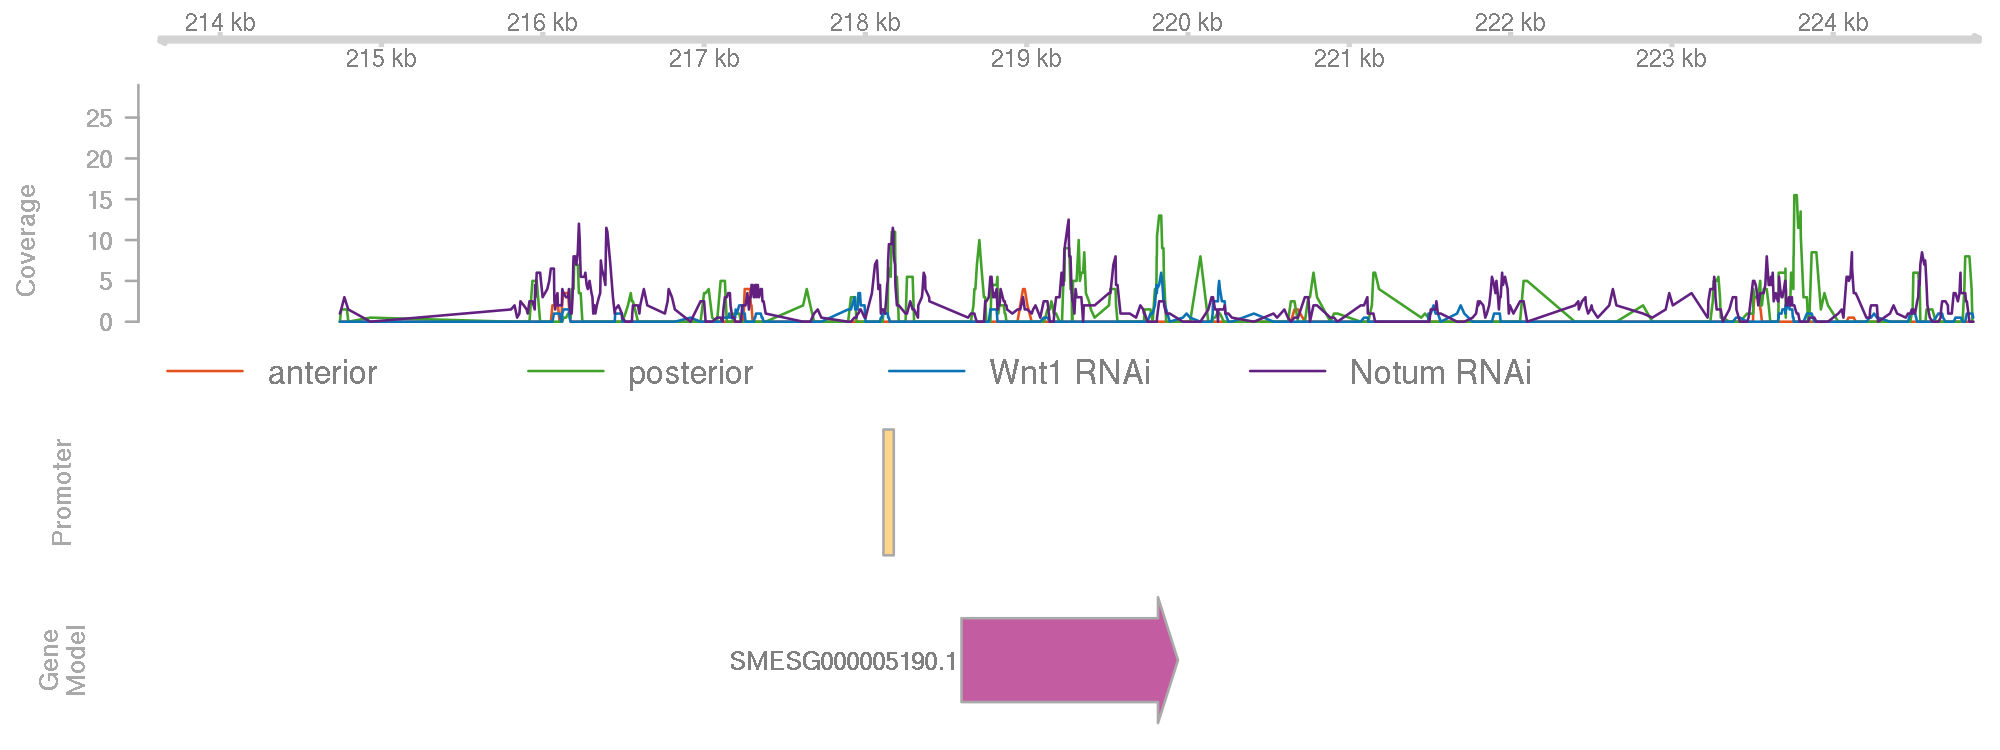 214 kb 216 kb 218 kb 220 kb 222 kb 224 kb
215 kb 217 kb 219 kb 221 kb 223 kb
Coverage
25
20
15
10
5
0
anterior posterior Wnt1 RNAi Notum RNAi
Promoter
Gene
Model
SMESG000005190.1